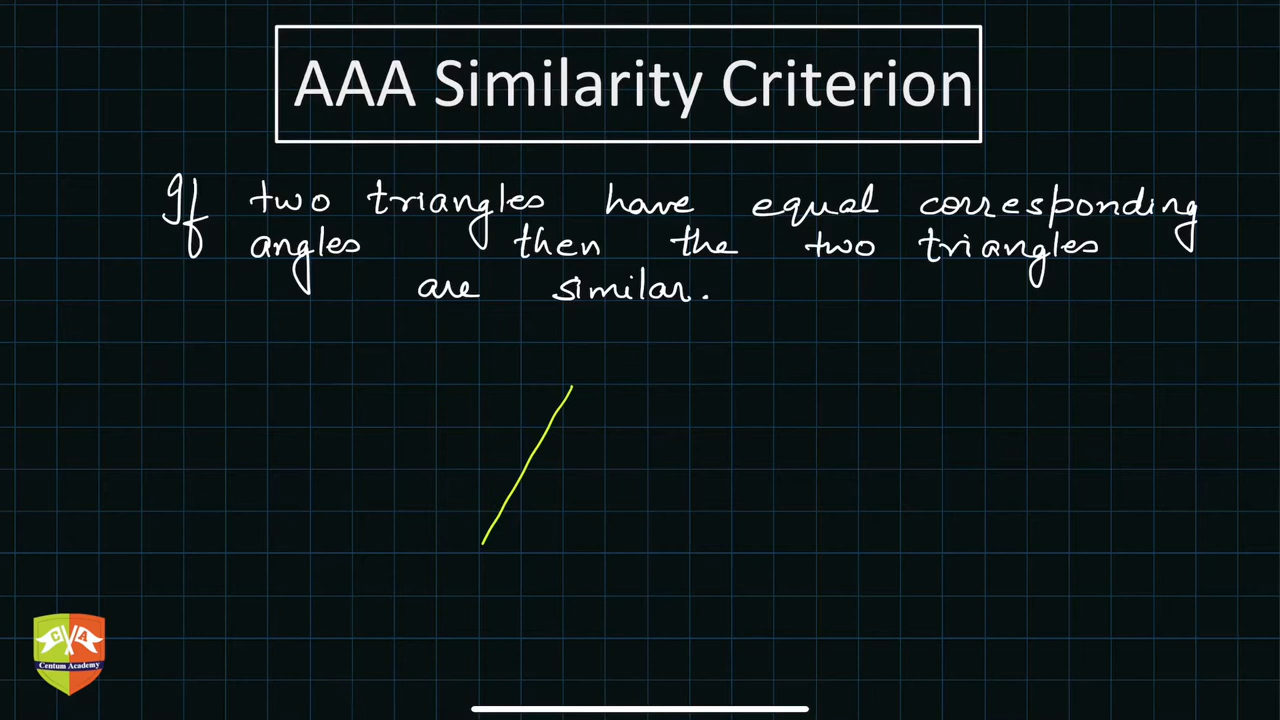 AAA Similarity Criterion
If two triangles have equal corresponding
angles then the two triangles
are similar.
C A
Centum Academy